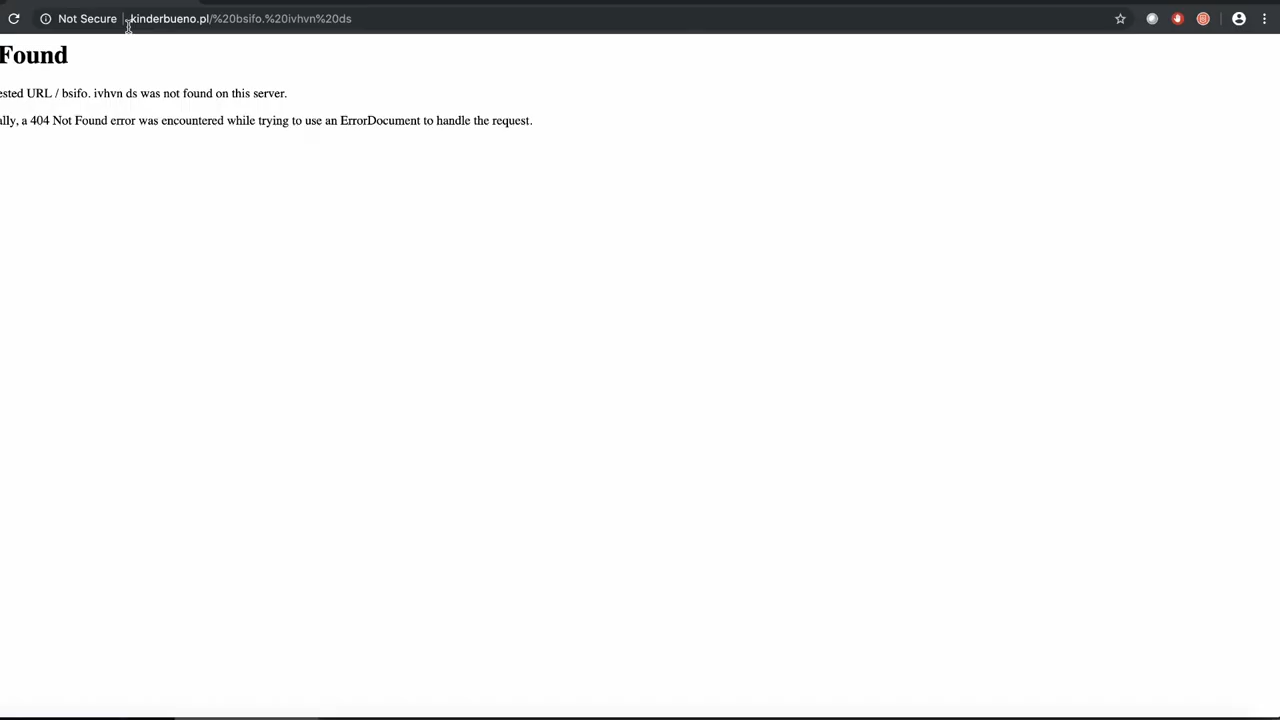 Not Secure | kinderbueno.pl/%20bsifo.%20ivhvn%20ds
Found
ested URL / bsifo. ivhvn ds was not found on this server.
ally, a 404 Not Found error was encountered while trying to use an ErrorDocument to handle the request.